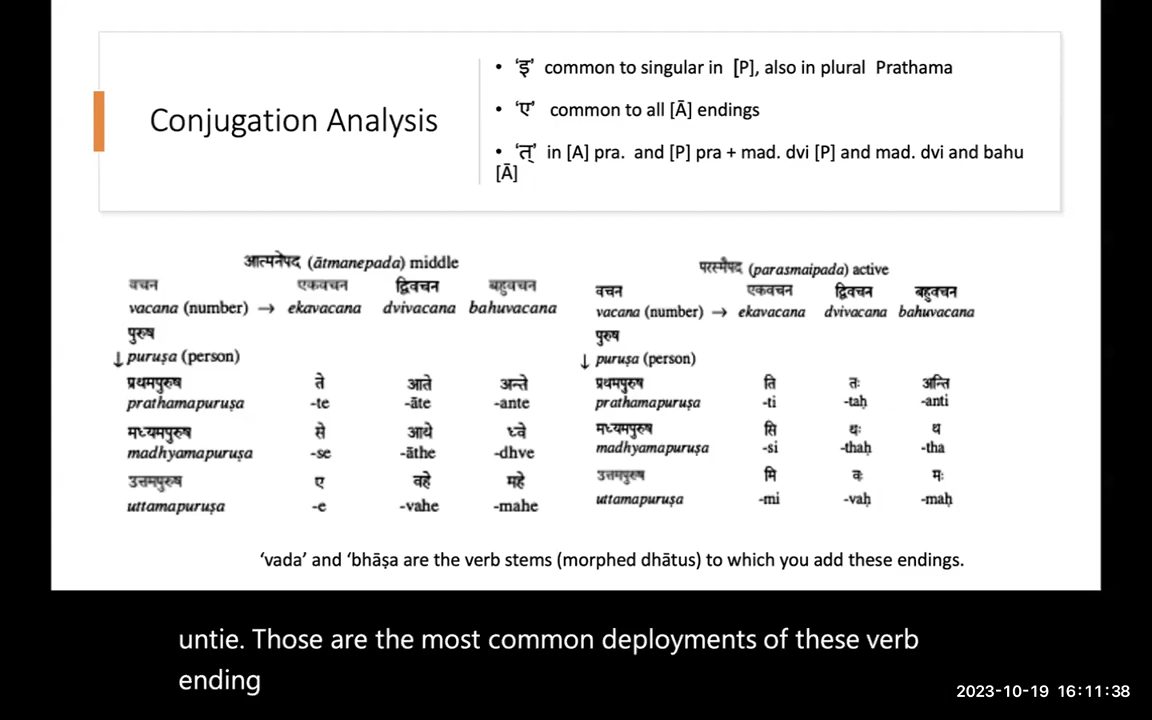 Conjugation Analysis
• ‘इ’ common to singular in [P], also in plural Prathama
• ‘ए’ common to all [Ā] endings
• ‘त्’ in [A] pra. and [P] pra + mad. dvi [P] and mad. dvi and bahu
[Ā]
आत्मनेपद (ātmanepada) middle
वचन एकवचन द्विवचन बहुवचन
vacana (number) → ekavacana dvivacana bahuvacana
पुरुष
↓ puruṣa (person)
प्रथमपुरुष ते आते अन्ते
prathamapuruṣa -te -āte -ante
मध्यमपुरुष से आथे ध्वे
madhyamapuruṣa -se -āthe -dhve
उत्तमपुरुष ए वहे महे
uttamapuruṣa -e -vahe -mahe
परस्मैपद (parasmaipada) active
वचन एकवचन द्विवचन बहुवचन
vacana (number) → ekavacana dvivacana bahuvacana
पुरुष
↓ puruṣa (person)
प्रथमपुरुष ति तः अन्ति
prathamapuruṣa -ti -taḥ -anti
मध्यमपुरुष सि थः थ
madhyamapuruṣa -si -thaḥ -tha
उत्तमपुरुष मि वः मः
uttamapuruṣa -mi -vaḥ -maḥ
‘vada’ and ‘bhāṣa are the verb stems (morphed dhātus) to which you add these endings.
untie. Those are the most common deployments of these verb
ending
2023-10-19 16:11:38